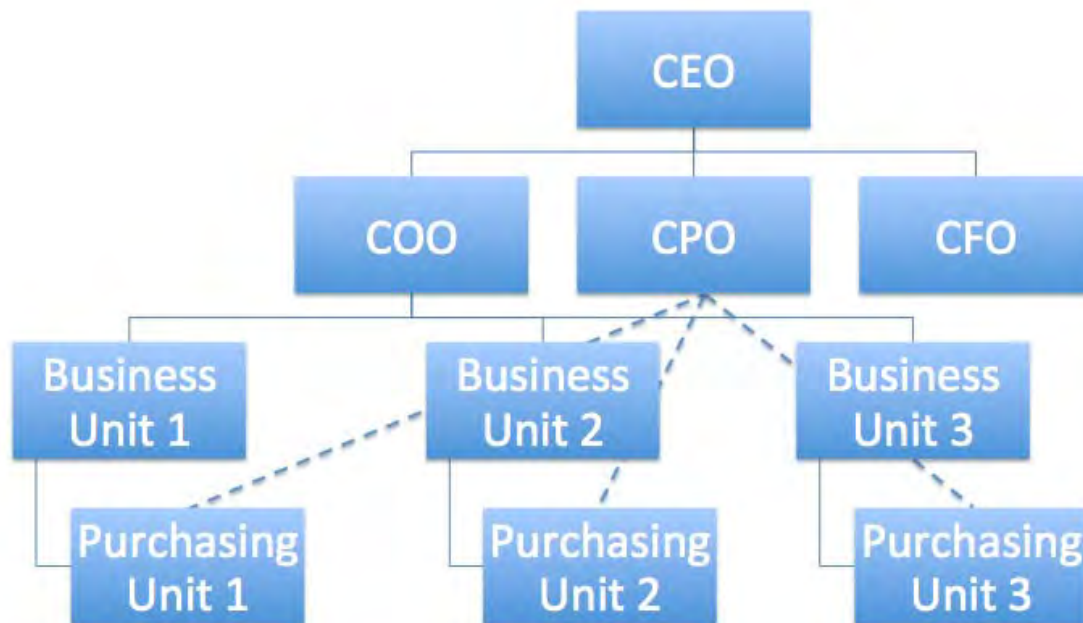 CEO
COO
CPO
CFO
Business
Unit 1
Business
Unit 2
Business
Unit 3
Purchasing
Unit 1
Purchasing
Unit 2
Purchasing
Unit 3